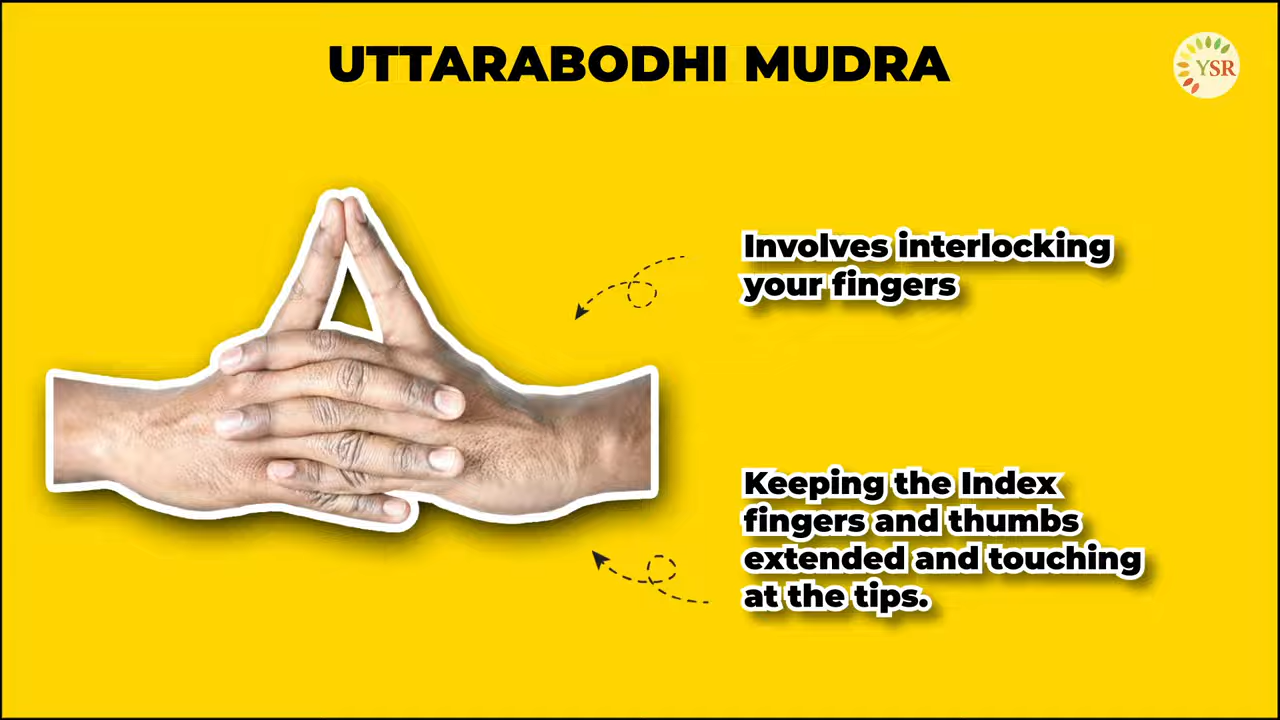 UTTARABODHI MUDRA
YSR
Involves interlocking
your fingers
Keeping the Index
fingers and thumbs
extended and touching
at the tips.